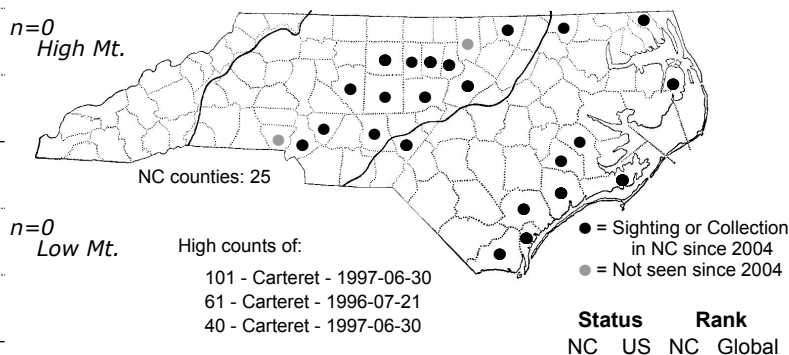 n=0
High Mt.
NC counties: 25
n=0
Low Mt.
High counts of:
101 - Carteret - 1997-06-30
61 - Carteret - 1996-07-21
40 - Carteret - 1997-06-30
= Sighting or Collection
in NC since 2004
= Not seen since 2004
Status Rank
NC US NC Global